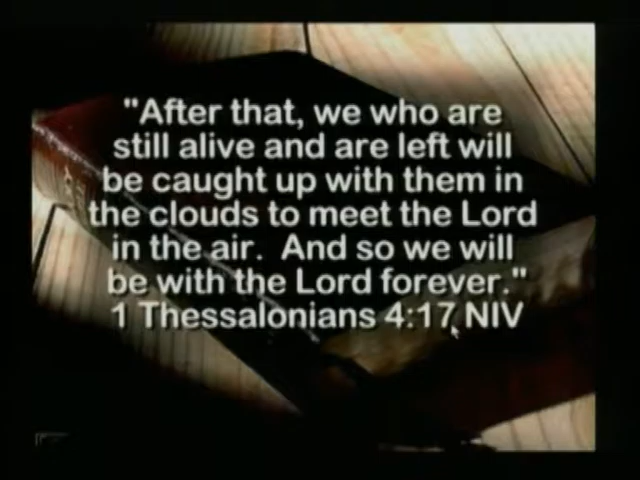 "After that, we who are
still alive and are left will
be caught up with them in
the clouds to meet the Lord
in the air. And so we will
be with the Lord forever."
1 Thessalonians 4:17 NIV